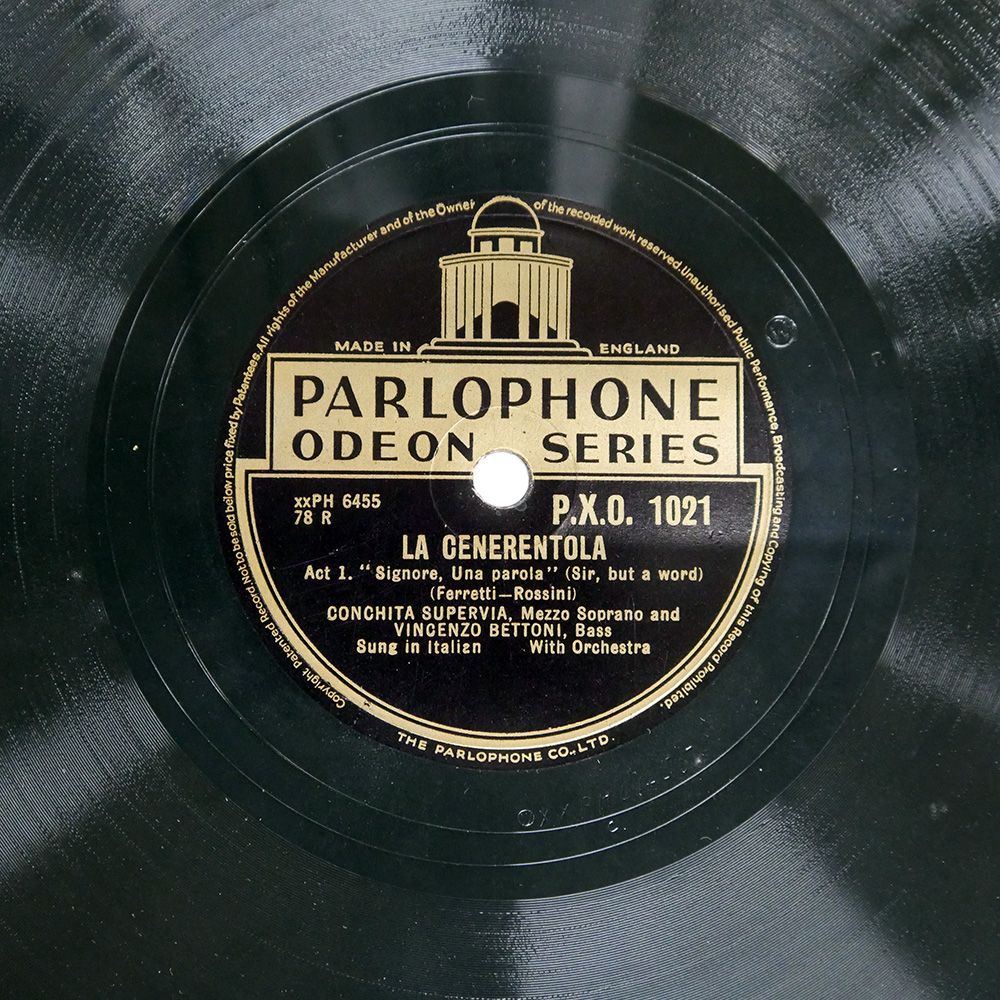 Copyright Patented Record. Not to be sold below price fixed by Patentees. All rights of the Manufacturer and of the Owner of the recorded work reserved. Unauthorised Public Performance, Broadcasting and Copying of this Record Prohibited.
MADE IN ENGLAND
PARLOPHONE
ODEON SERIES
xxPH 6455
78 R
P.X.O. 1021
LA CENERENTOLA
Act 1. “Signore, Una parola” (Sir, but a word)
(Ferretti—Rossini)
CONCHITA SUPERVIA, Mezzo Soprano and
VINCENZO BETTONI, Bass
Sung in Italian With Orchestra
THE PARLOPHONE CO., LTD.